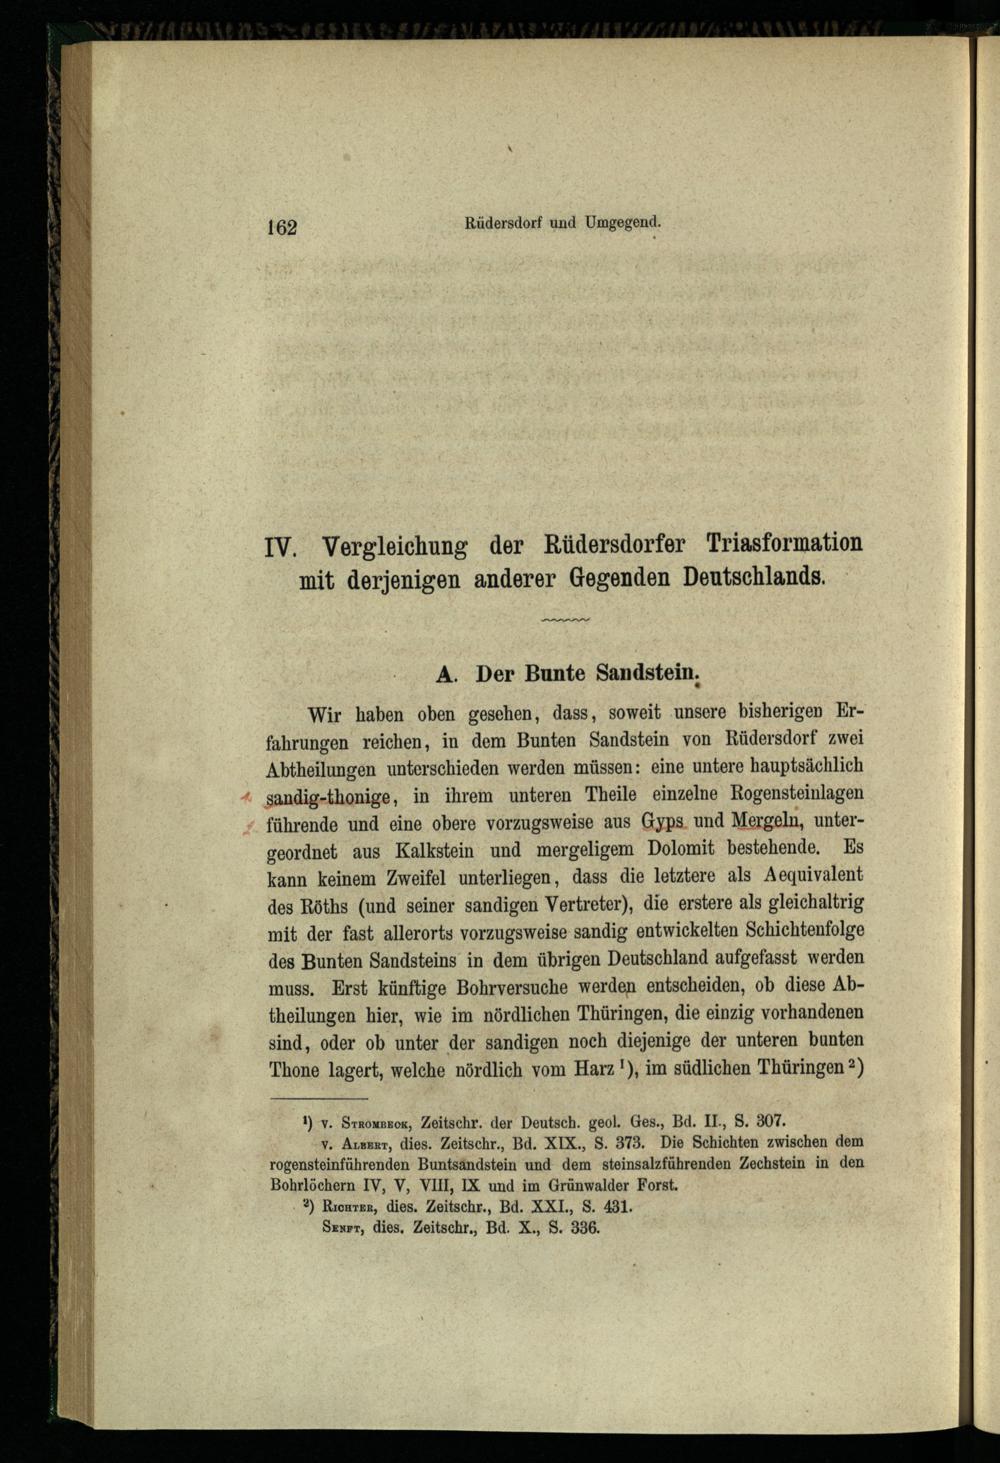 162
Rüdersdorf und Umgegend.
IV. Vergleichung der Rüdersdorfer Triasformation
mit derjenigen anderer Gegenden Deutschlands.
A. Der Bunte Sandstein.
Wir haben oben gesehen, dass, soweit unsere bisherigen Er-
fahrungen reichen, in dem Bunten Sandstein von Rüdersdorf zwei
Abtheilungen unterschieden werden müssen: eine untere hauptsächlich
sandig-thonige, in ihrem unteren Theile einzelne Rogensteinlagen
führende und eine obere vorzugsweise aus Gyps und Mergeln, unter-
geordnet aus Kalkstein und mergeligem Dolomit bestehende. Es
kann keinem Zweifel unterliegen, dass die letztere als Aequivalent
des Röths (und seiner sandigen Vertreter), die erstere als gleichaltrig
mit der fast allerorts vorzugsweise sandig entwickelten Schichtenfolge
des Bunten Sandsteins in dem übrigen Deutschland aufgefasst werden
muss. Erst künftige Bohrversuche werden entscheiden, ob diese Ab-
theilungen hier, wie im nördlichen Thüringen, die einzig vorhandenen
sind, oder ob unter der sandigen noch diejenige der unteren bunten
Thone lagert, welche nördlich vom Harz ¹), im südlichen Thüringen ²)
¹) v. Strombeck, Zeitschr. der Deutsch. geol. Ges., Bd. II., S. 307.
v. Albert, dies. Zeitschr., Bd. XIX., S. 373. Die Schichten zwischen dem
rogensteinführenden Buntsandstein und dem steinsalzführenden Zechstein in den
Bohrlöchern IV, V, VIII, IX und im Grünwalder Forst.
²) Richter, dies. Zeitschr., Bd. XXI., S. 431.
Senft, dies. Zeitschr., Bd. X., S. 336.